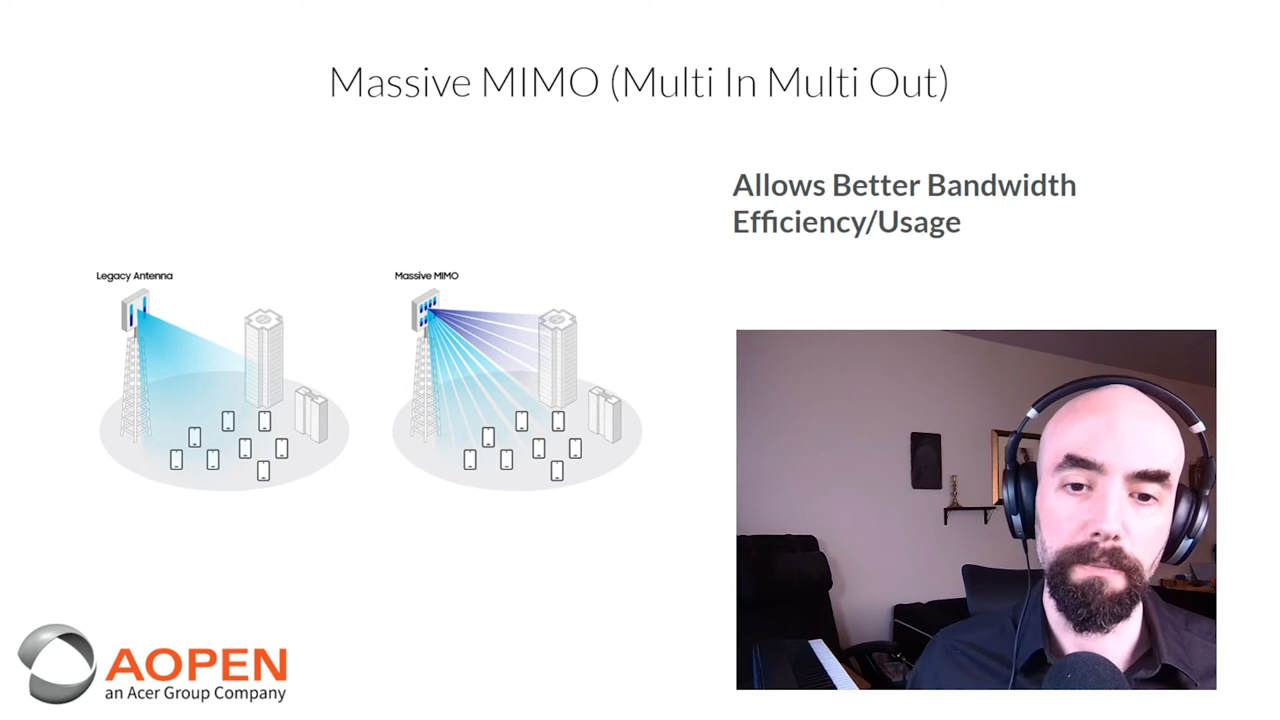 Massive MIMO (Multi In Multi Out)
Allows Better Bandwidth
Efficiency/Usage
Legacy Antenna
Massive MIMO
AOPEN
an Acer Group Company